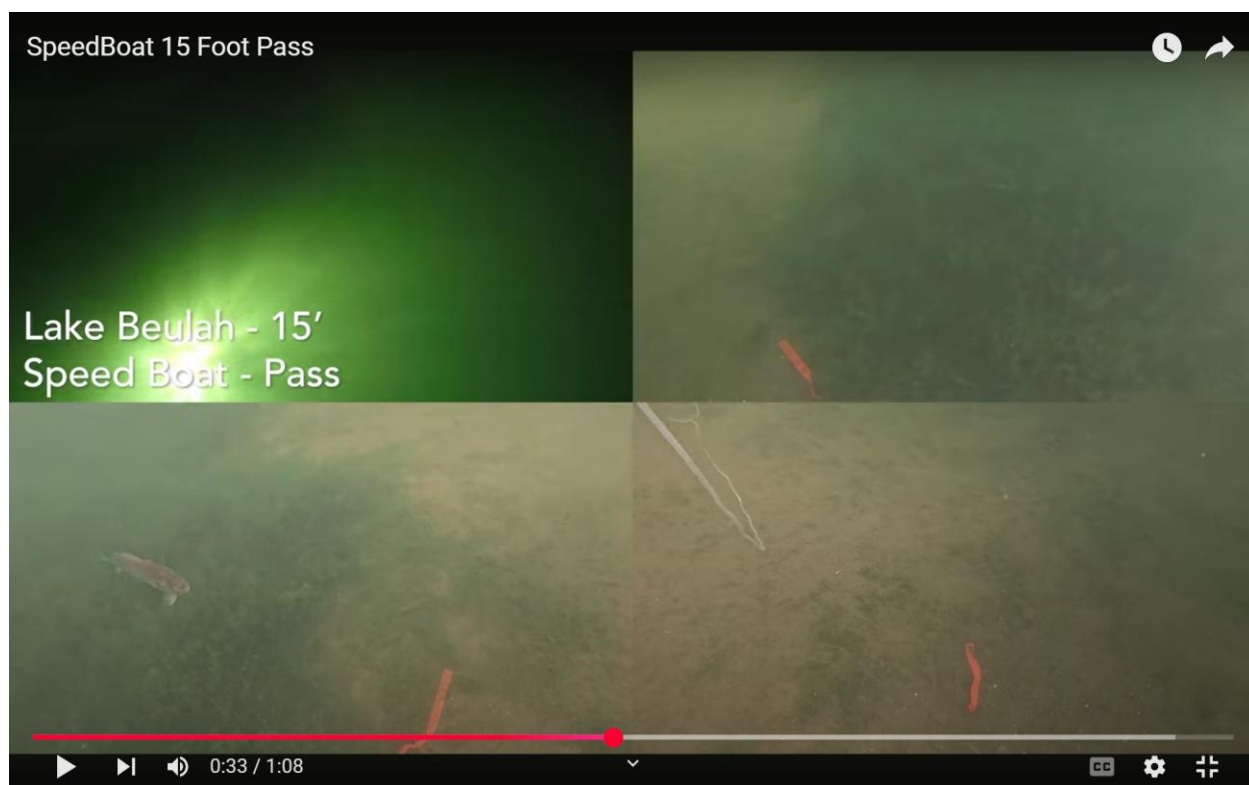 SpeedBoat 15 Foot Pass
Lake Beulah - 15'
Speed Boat - Pass
0:33 / 1:08
CC